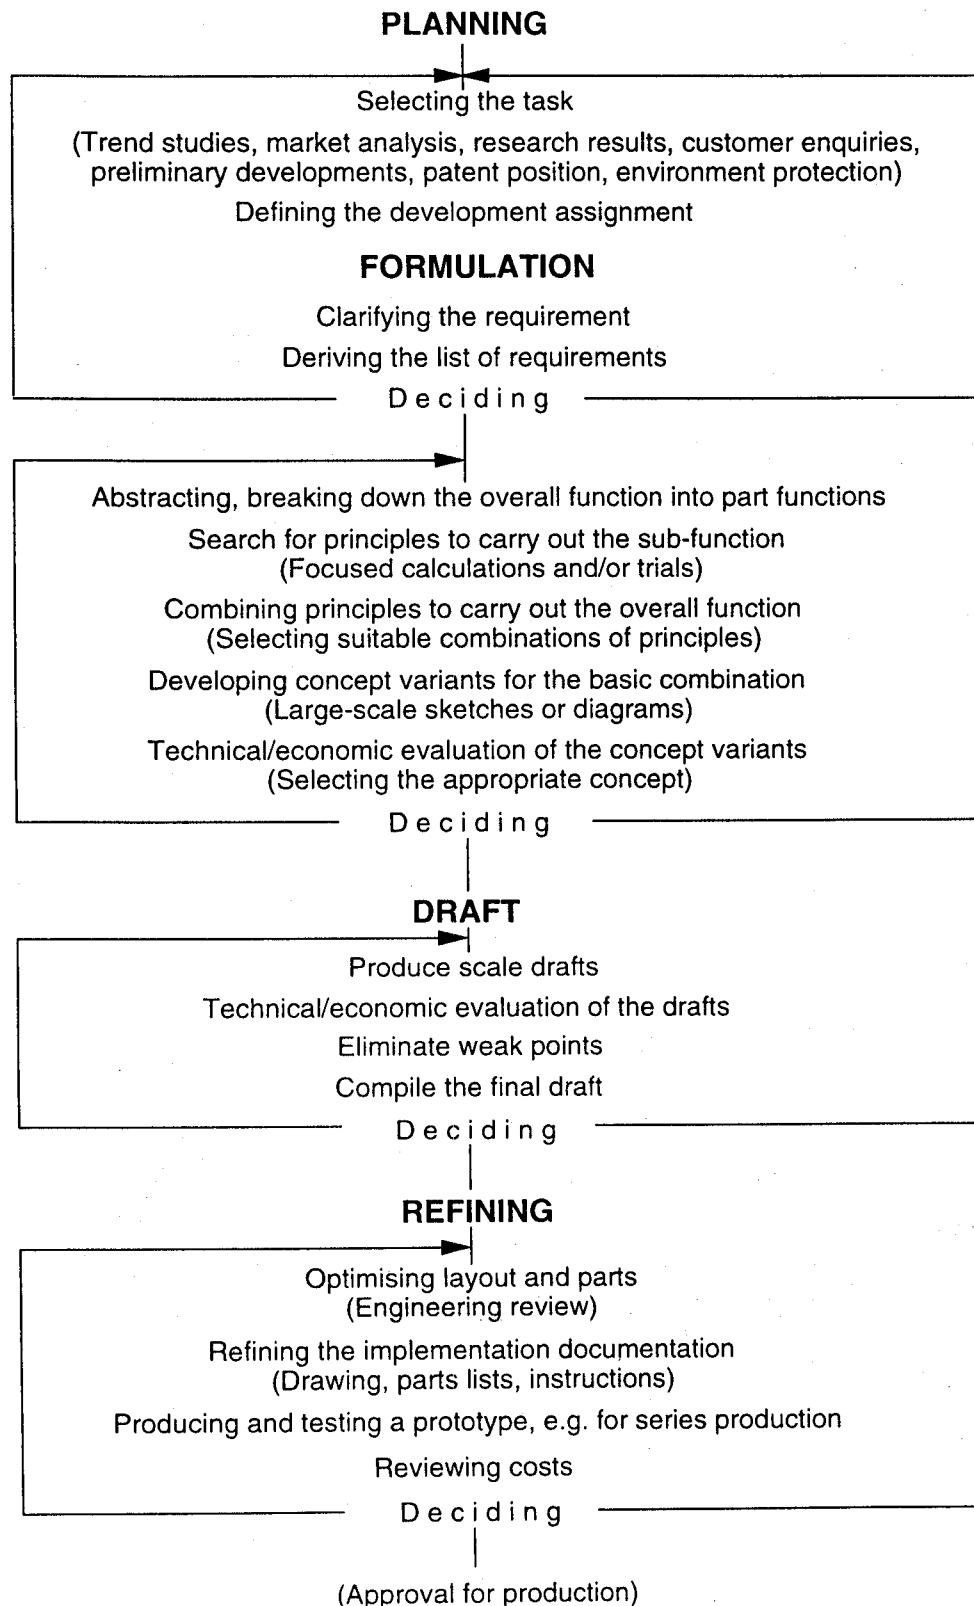 PLANNING
Selecting the task
(Trend studies, market analysis, research results, customer enquiries,
preliminary developments, patent position, environment protection)
Defining the development assignment
FORMULATION
Clarifying the requirement
Deriving the list of requirements
Deciding
Abstracting, breaking down the overall function into part functions
Search for principles to carry out the sub-function
(Focused calculations and/or trials)
Combining principles to carry out the overall function
(Selecting suitable combinations of principles)
Developing concept variants for the basic combination
(Large-scale sketches or diagrams)
Technical/economic evaluation of the concept variants
(Selecting the appropriate concept)
Deciding
DRAFT
Produce scale drafts
Technical/economic evaluation of the drafts
Eliminate weak points
Compile the final draft
Deciding
REFINING
Optimising layout and parts
(Engineering review)
Refining the implementation documentation
(Drawing, parts lists, instructions)
Producing and testing a prototype, e.g. for series production
Reviewing costs
Deciding
(Approval for production)